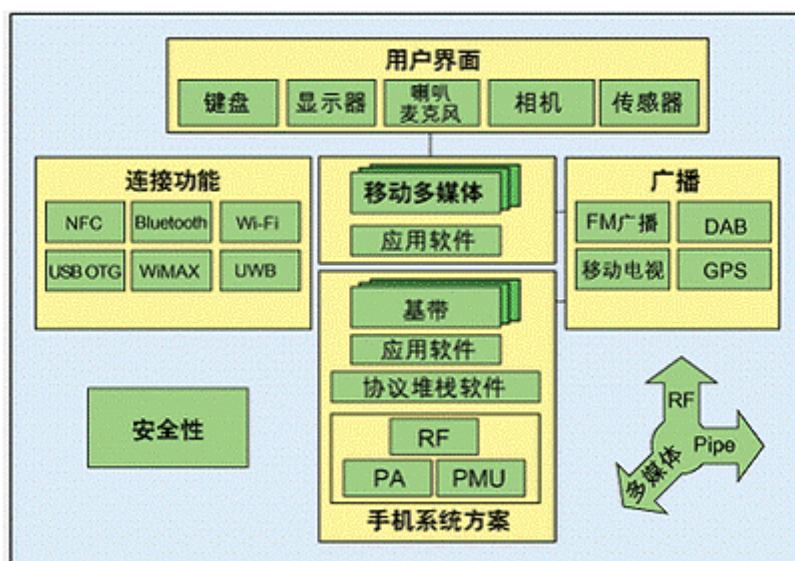 用户界面
键盘
显示器
喇叭
麦克风
相机
传感器
连接功能
NFC
Bluetooth
Wi-Fi
USB OTG
WiMAX
UWB
移动多媒体
应用软件
广播
FM广播
DAB
移动电视
GPS
基带
应用软件
协议堆栈软件
RF
PA
PMU
手机系统方案
安全性
RF
Pipe
多媒体